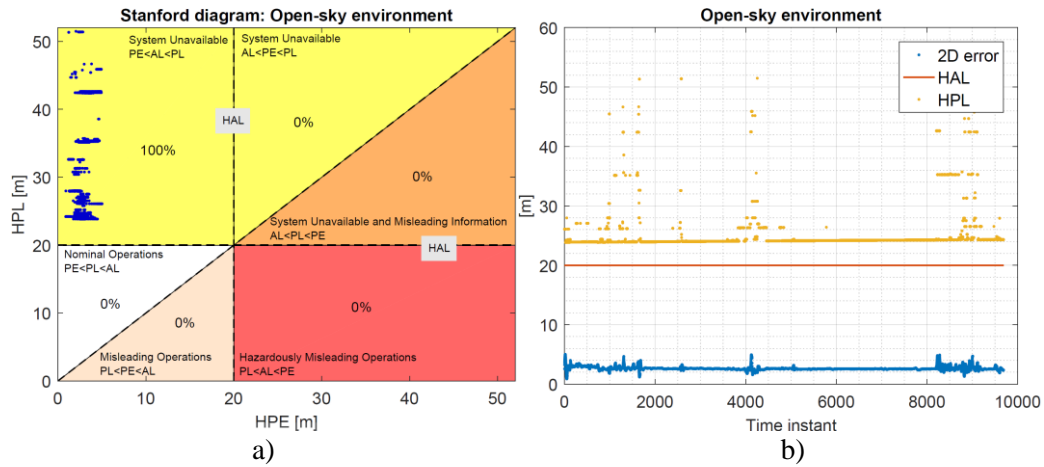 Stanford diagram: Open-sky environment
System Unavailable
PE<AL<PL
System Unavailable
AL<PE<PL
HAL
0%
100%
0%
System Unavailable and Misleading Information
AL<PL<PE
HAL
Nominal Operations
PE<PL<AL
0%
0%
0%
Misleading Operations
PL<PE<AL
Hazardously Misleading Operations
PL<AL<PE
50
40
30
20
10
0
HPL [m]
0
10
20
30
40
50
HPE [m]
a)
Open-sky environment
2D error
HAL
HPL
60
50
40
30
20
10
0
[m]
0
2000
4000
6000
8000
10000
Time instant
b)